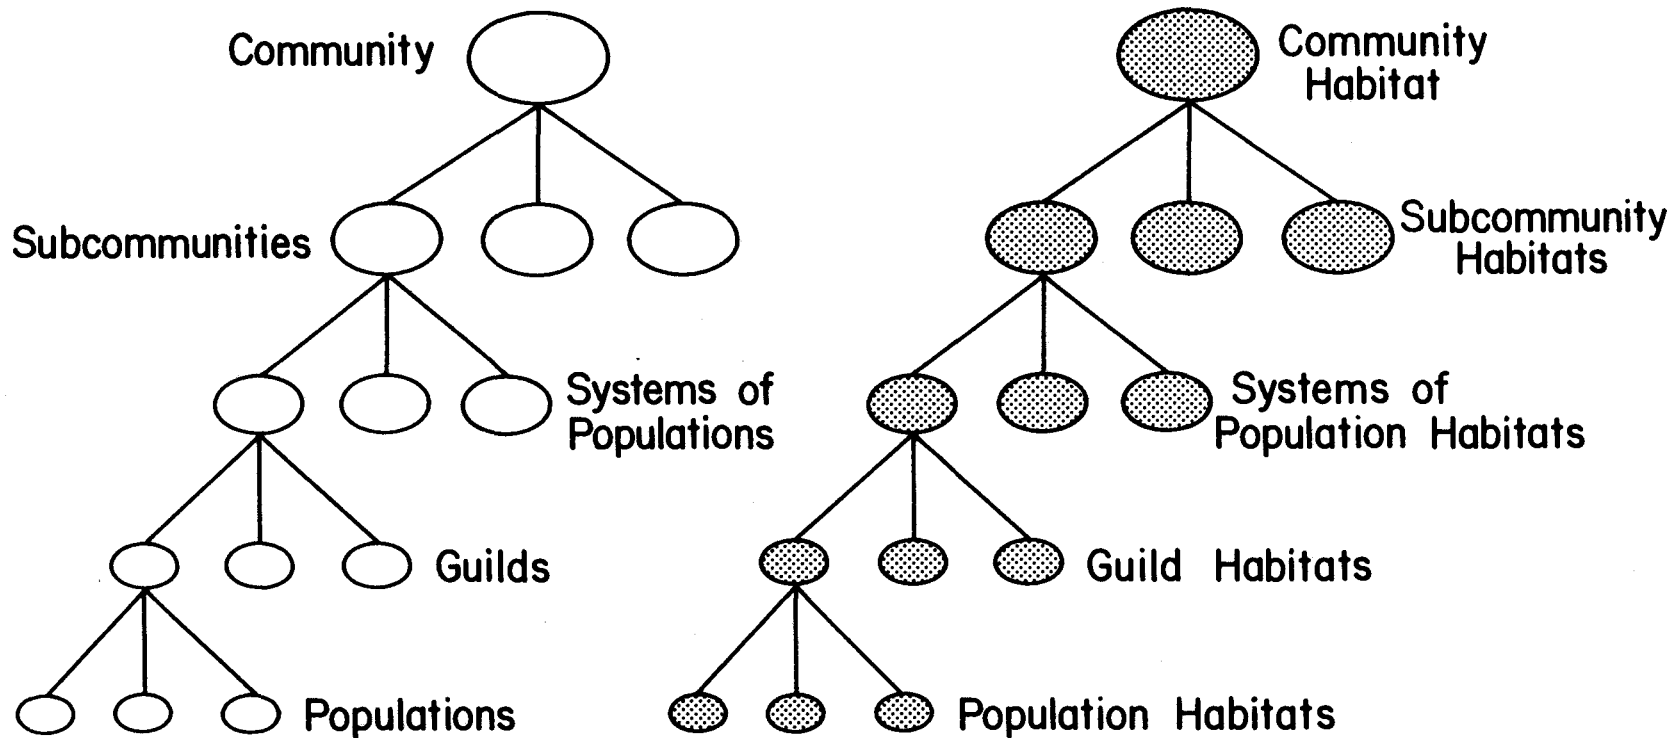 Community
Subcommunities
Systems of
Populations
Guilds
Populations
Community
Habitat
Subcommunity
Habitats
Systems of
Population Habitats
Guild Habitats
Population Habitats